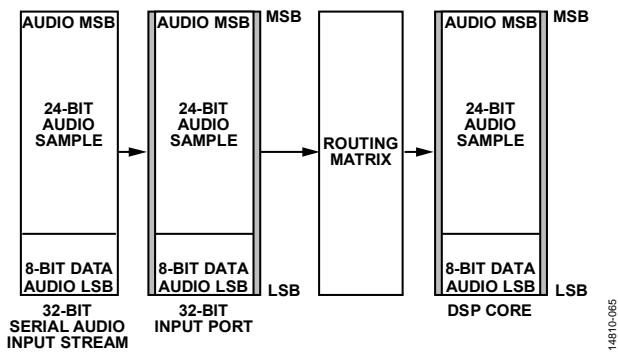 AUDIO MSB
24-BIT
AUDIO
SAMPLE
8-BIT DATA
AUDIO LSB
32-BIT
SERIAL AUDIO
INPUT STREAM
AUDIO MSB
MSB
24-BIT
AUDIO
SAMPLE
8-BIT DATA
AUDIO LSB
LSB
32-BIT
INPUT PORT
ROUTING
MATRIX
AUDIO MSB
MSB
24-BIT
AUDIO
SAMPLE
8-BIT DATA
AUDIO LSB
LSB
DSP CORE
14810-065